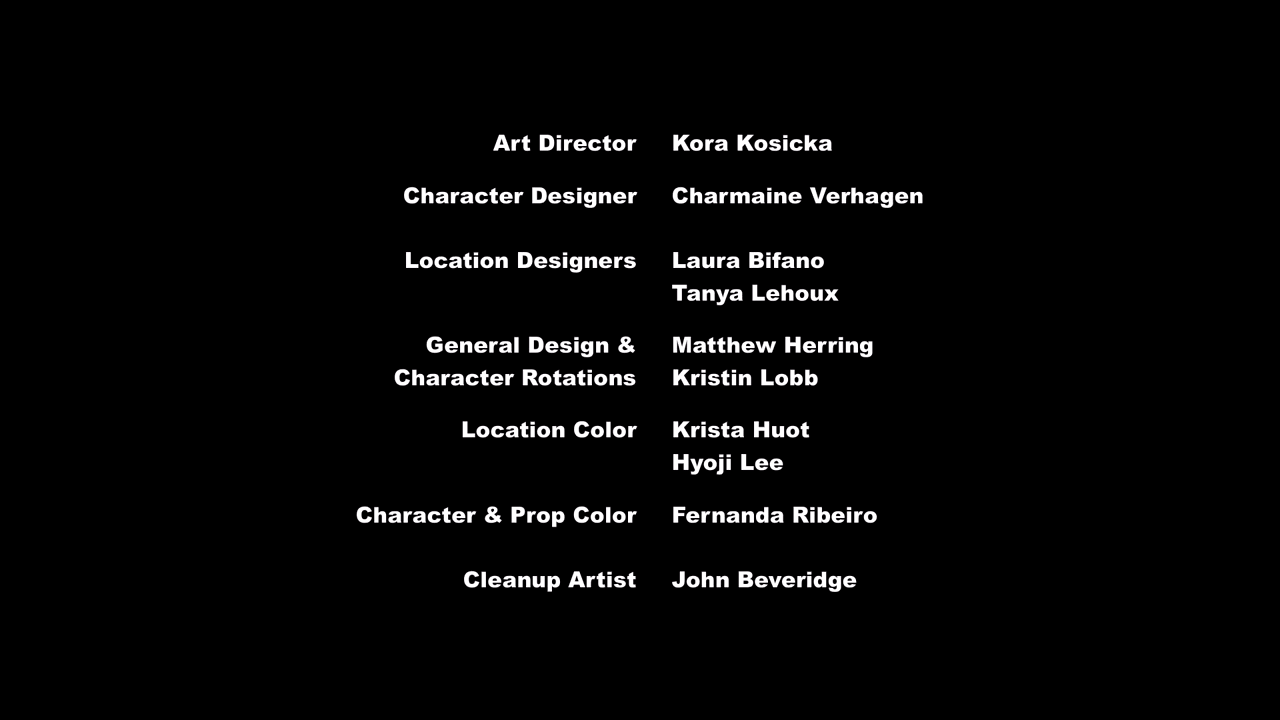 Art Director Kora Kosicka
Character Designer Charmaine Verhagen
Location Designers Laura Bifano
Tanya Lehoux
General Design & Matthew Herring
Character Rotations Kristin Lobb
Location Color Krista Huot
Hyoji Lee
Character & Prop Color Fernanda Ribeiro
Cleanup Artist John Beveridge